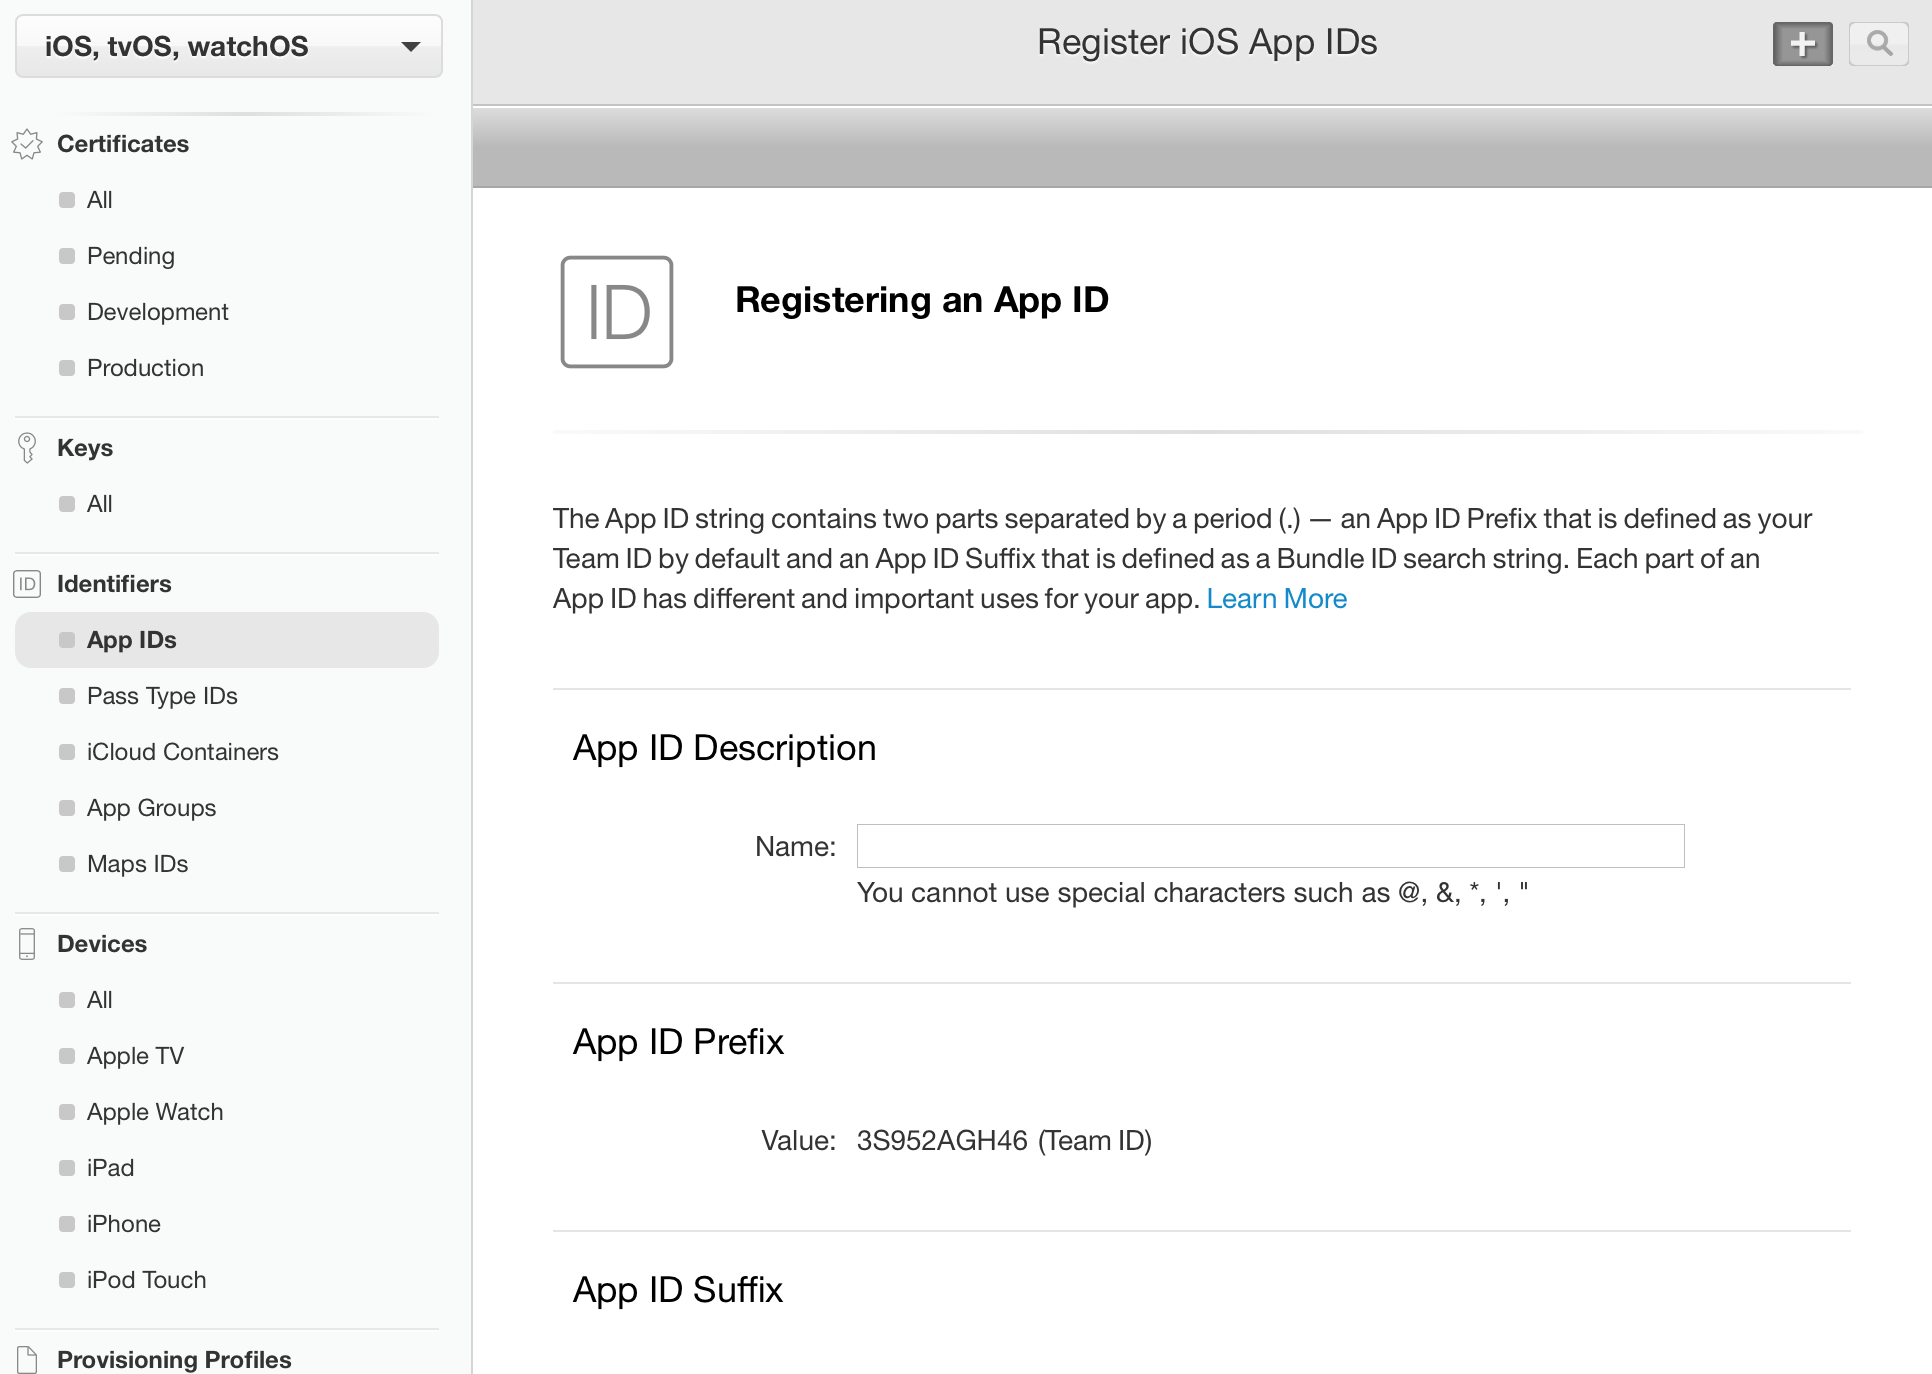 iOS, tvOS, watchOS
Certificates
All
Pending
Development
Production
Keys
All
ID
Identifiers
App IDs
Pass Type IDs
iCloud Containers
App Groups
Maps IDs
Devices
All
Apple TV
Apple Watch
iPad
iPhone
iPod Touch
Provisioning Profiles
Register iOS App IDs
ID
Registering an App ID
The App ID string contains two parts separated by a period (.) — an App ID Prefix that is defined as your
Team ID by default and an App ID Suffix that is defined as a Bundle ID search string. Each part of an
App ID has different and important uses for your app. Learn More
App ID Description
Name:
You cannot use special characters such as @, &, *, ', "
App ID Prefix
Value: 3S952AGH46 (Team ID)
App ID Suffix